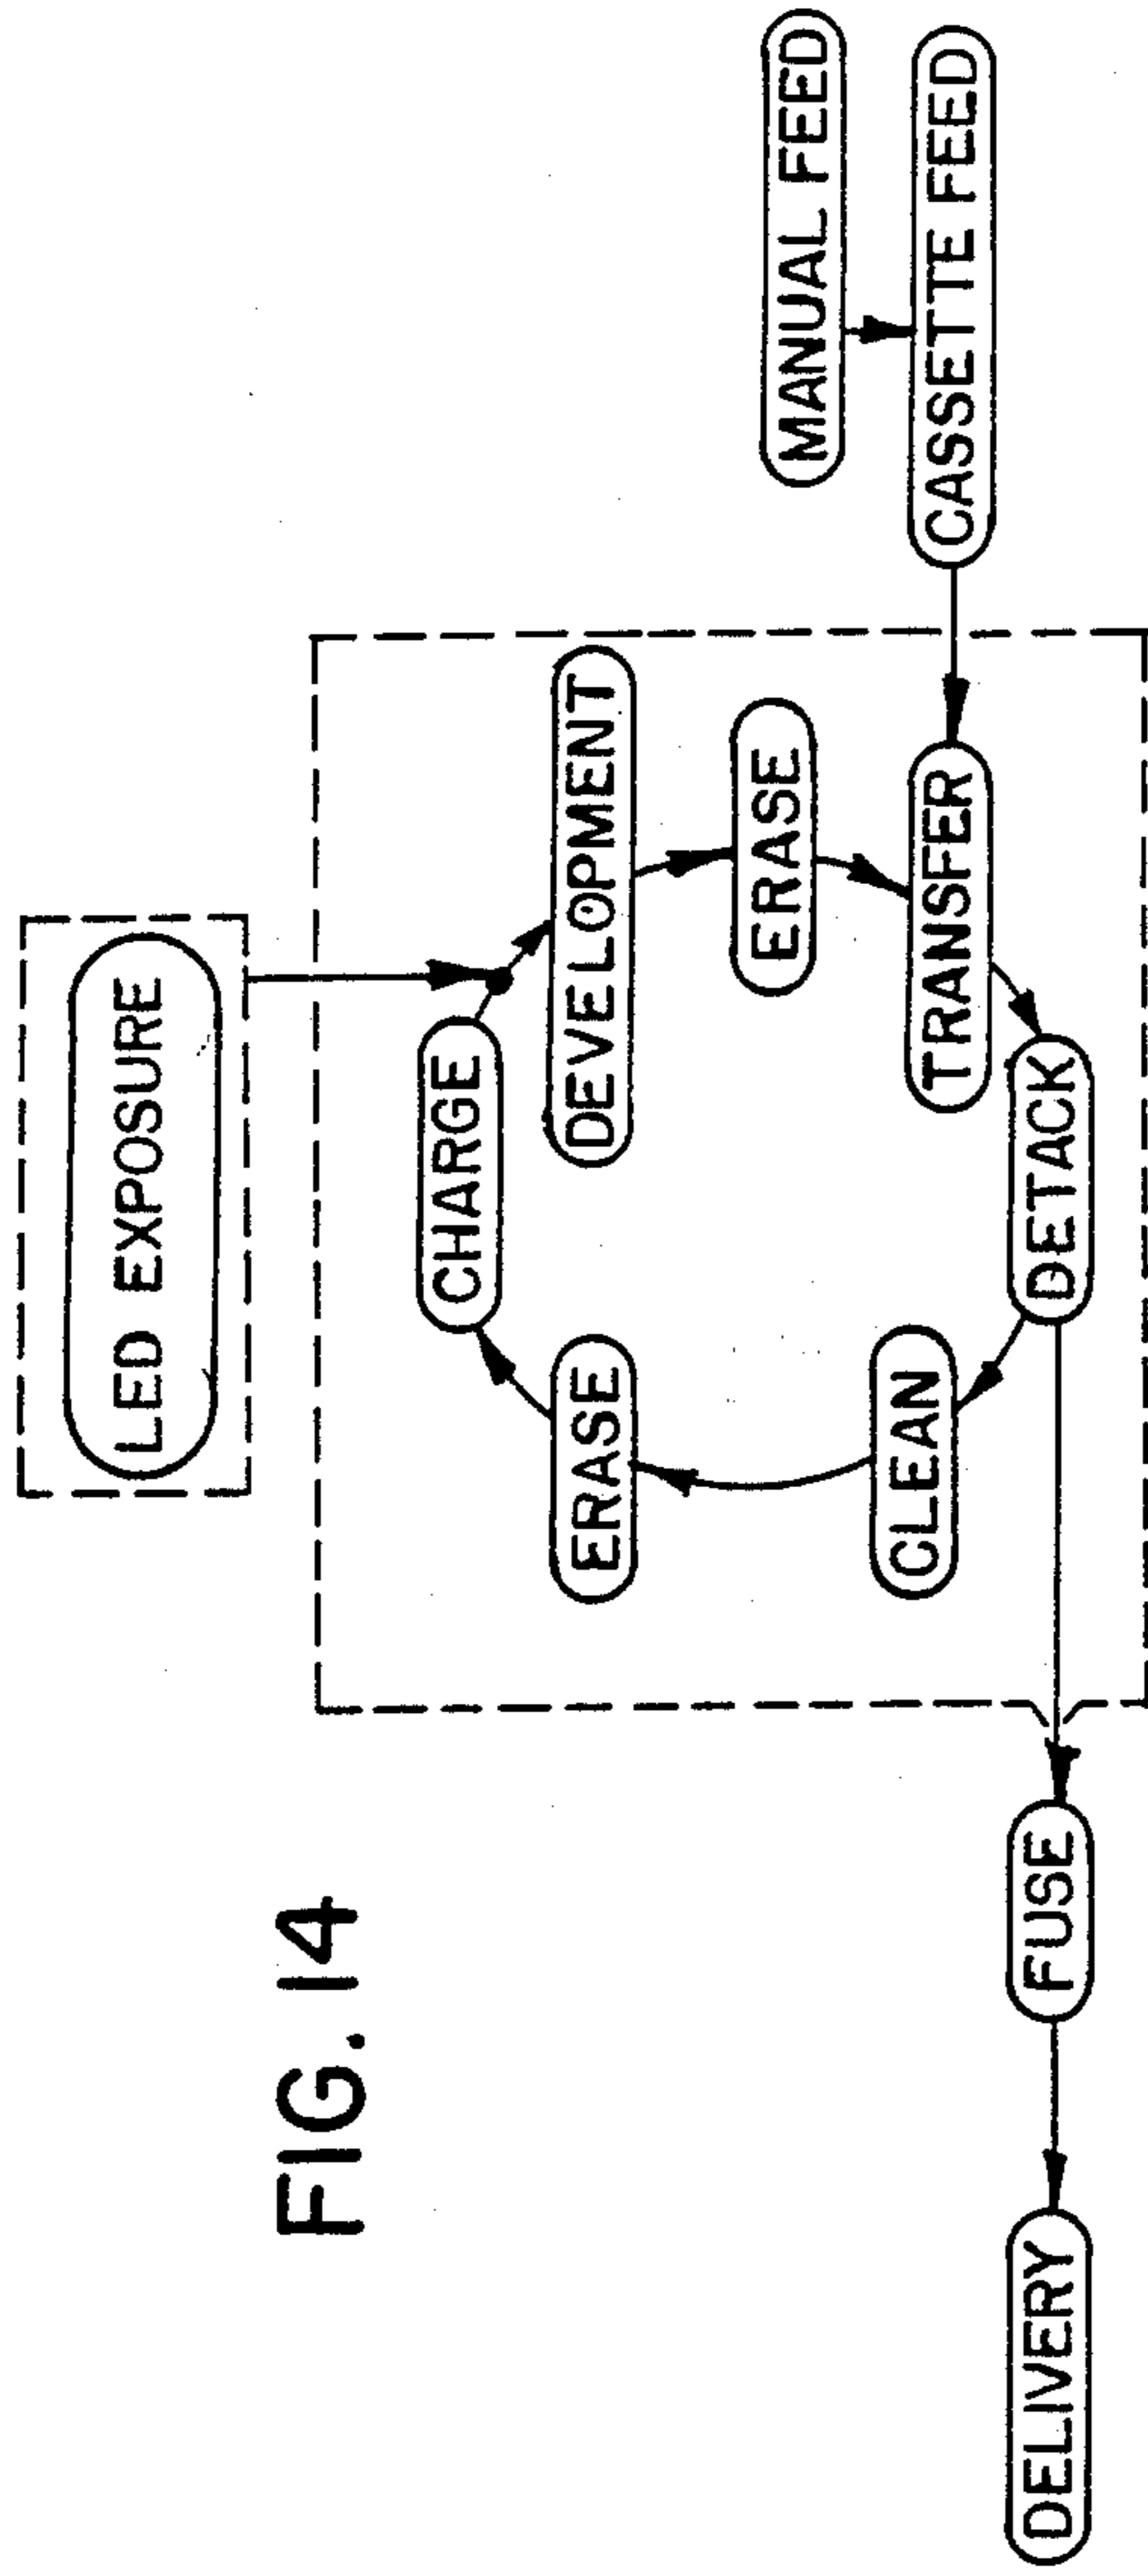 FIG. 14
LED EXPOSURE
CHARGE
DEVELOPMENT
ERASE
TRANSFER
DETACK
CLEAN
ERASE
MANUAL FEED
CASSETTE FEED
FUSE
DELIVERY